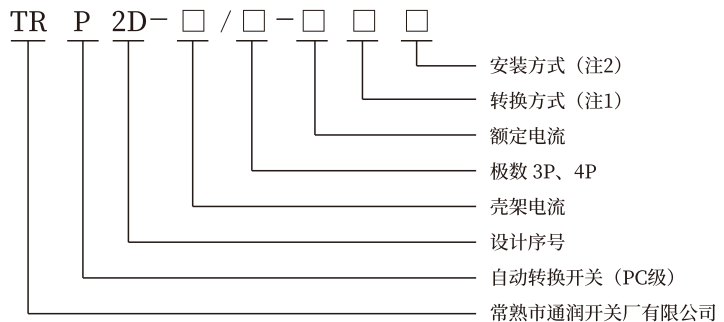 TR P 2D-□/□-□ □ □
安装方式（注2）
转换方式（注1）
额定电流
极数 3P、4P
壳架电流
设计序号
自动转换开关（PC级）
常熟市通润开关厂有限公司